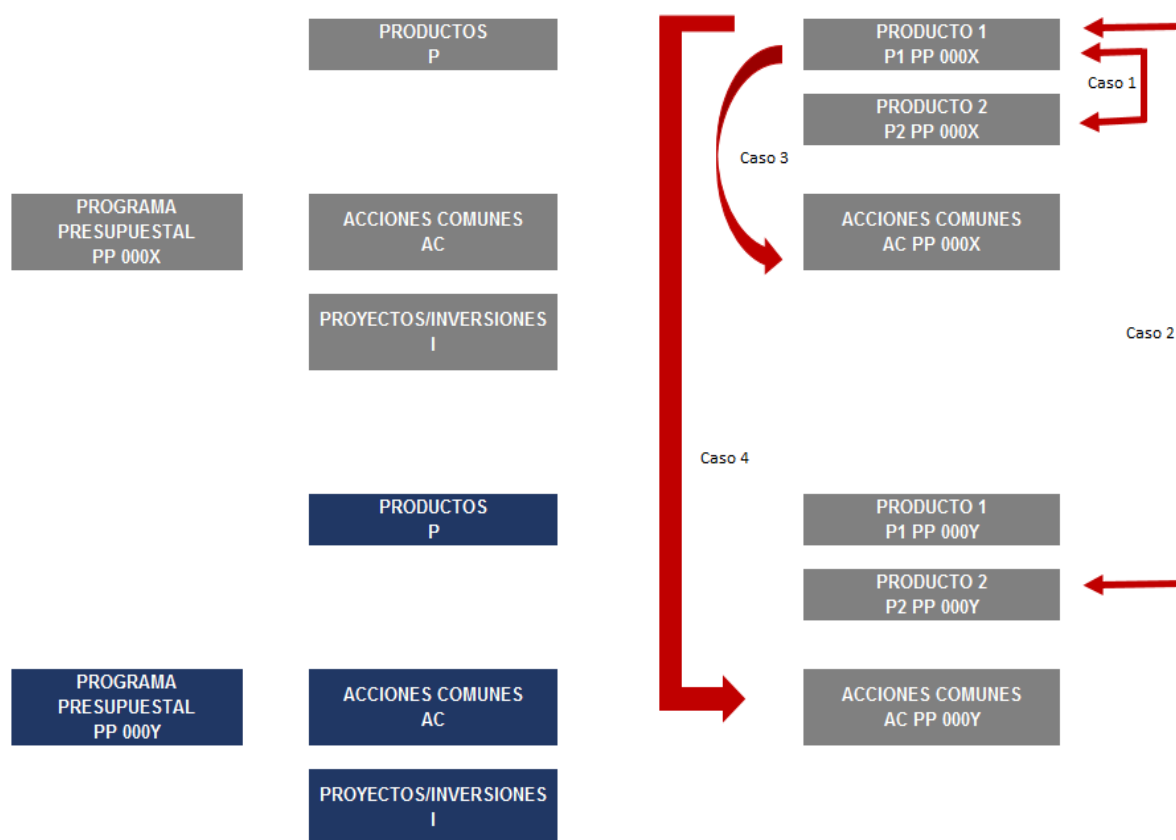 PRODUCTOS
P
PRODUCTO 1
P1 PP 000X
Caso 1
PRODUCTO 2
P2 PP 000X
Caso 3
PROGRAMA
PRESUPUESTAL
PP 000X
ACCIONES COMUNES
AC
ACCIONES COMUNES
AC PP 000X
PROYECTOS/INVERSIONES
I
Caso 2
Caso 4
PRODUCTOS
P
PRODUCTO 1
P1 PP 000Y
PRODUCTO 2
P2 PP 000Y
PROGRAMA
PRESUPUESTAL
PP 000Y
ACCIONES COMUNES
AC
ACCIONES COMUNES
AC PP 000Y
PROYECTOS/INVERSIONES
I